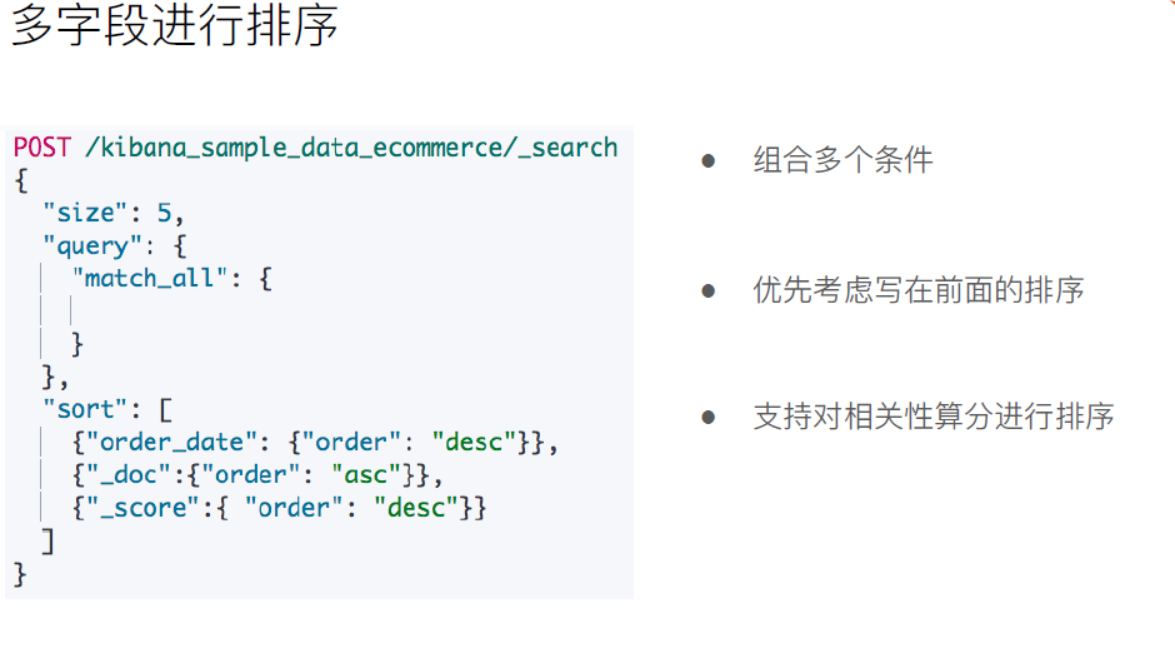 多字段进行排序
POST /kibana_sample_data_ecommerce/_search
{
  "size": 5,
  "query": {
    "match_all": {

    }
  },
  "sort": [
    {"order_date": {"order": "desc"}},
    {"_doc":{"order": "asc"}},
    {"_score":{ "order": "desc"}}
  ]
}
● 组合多个条件
● 优先考虑写在前面的排序
● 支持对相关性算分进行排序